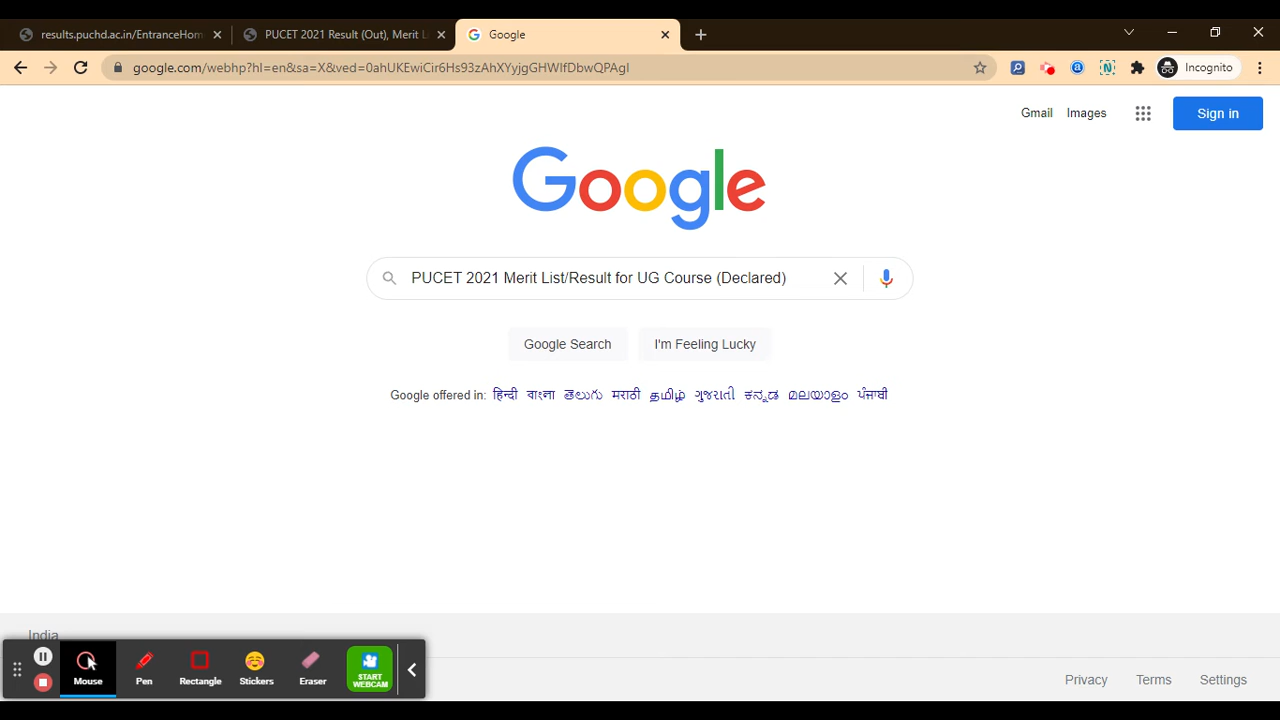 results.puchd.ac.in/EntranceHom
PUCET 2021 Result (Out), Merit L
Google
google.com/webhp?hl=en&sa=X&ved=0ahUKEwiCir6Hs93zAhXYyjgGHWIfDbwQPAgI
Incognito
Gmail Images Sign in
Google
PUCET 2021 Merit List/Result for UG Course (Declared)
Google Search I'm Feeling Lucky
Google offered in: हिन्दी বাংলা తెలుగు मराठी தமிழ் ગુજરાતી ಕನ್ನಡ മലയാളം ਪੰਜਾਬੀ
India
Mouse Pen Rectangle Stickers Eraser START WEBCAM
Privacy Terms Settings